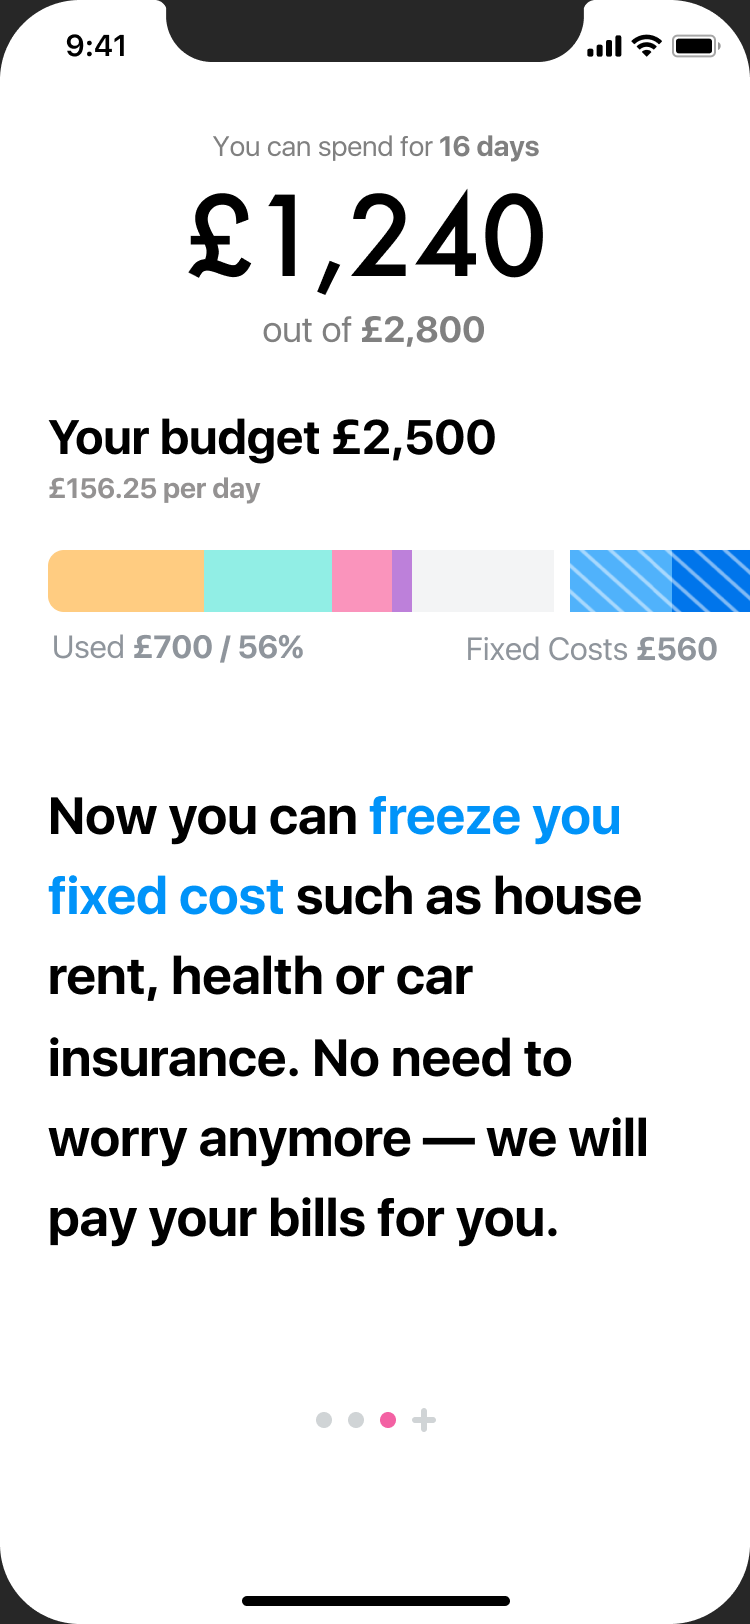 9:41
You can spend for 16 days
£1,240
out of £2,800
Your budget £2,500
£156.25 per day
Used £700 / 56%
Fixed Costs £560
Now you can freeze you
fixed cost such as house
rent, health or car
insurance. No need to
worry anymore — we will
pay your bills for you.